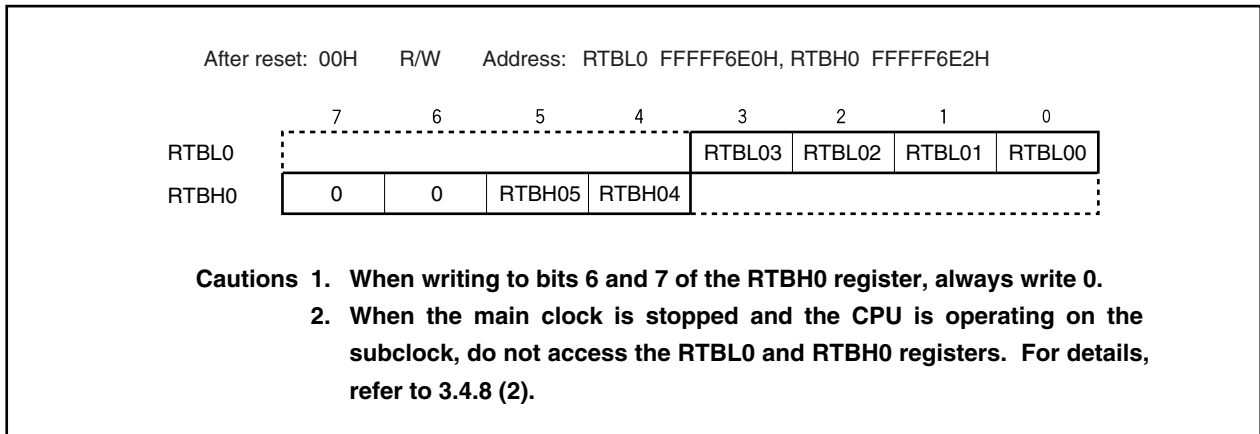 After reset: 00H R/W Address: RTBL0 FFFFF6E0H, RTBH0 FFFFF6E2H
7 6 5 4 3 2 1 0
RTBL0 RTBL03 RTBL02 RTBL01 RTBL00
RTBH0 0 0 RTBH05 RTBH04
Cautions 1. When writing to bits 6 and 7 of the RTBH0 register, always write 0.
2. When the main clock is stopped and the CPU is operating on the
subclock, do not access the RTBL0 and RTBH0 registers. For details,
refer to 3.4.8 (2).